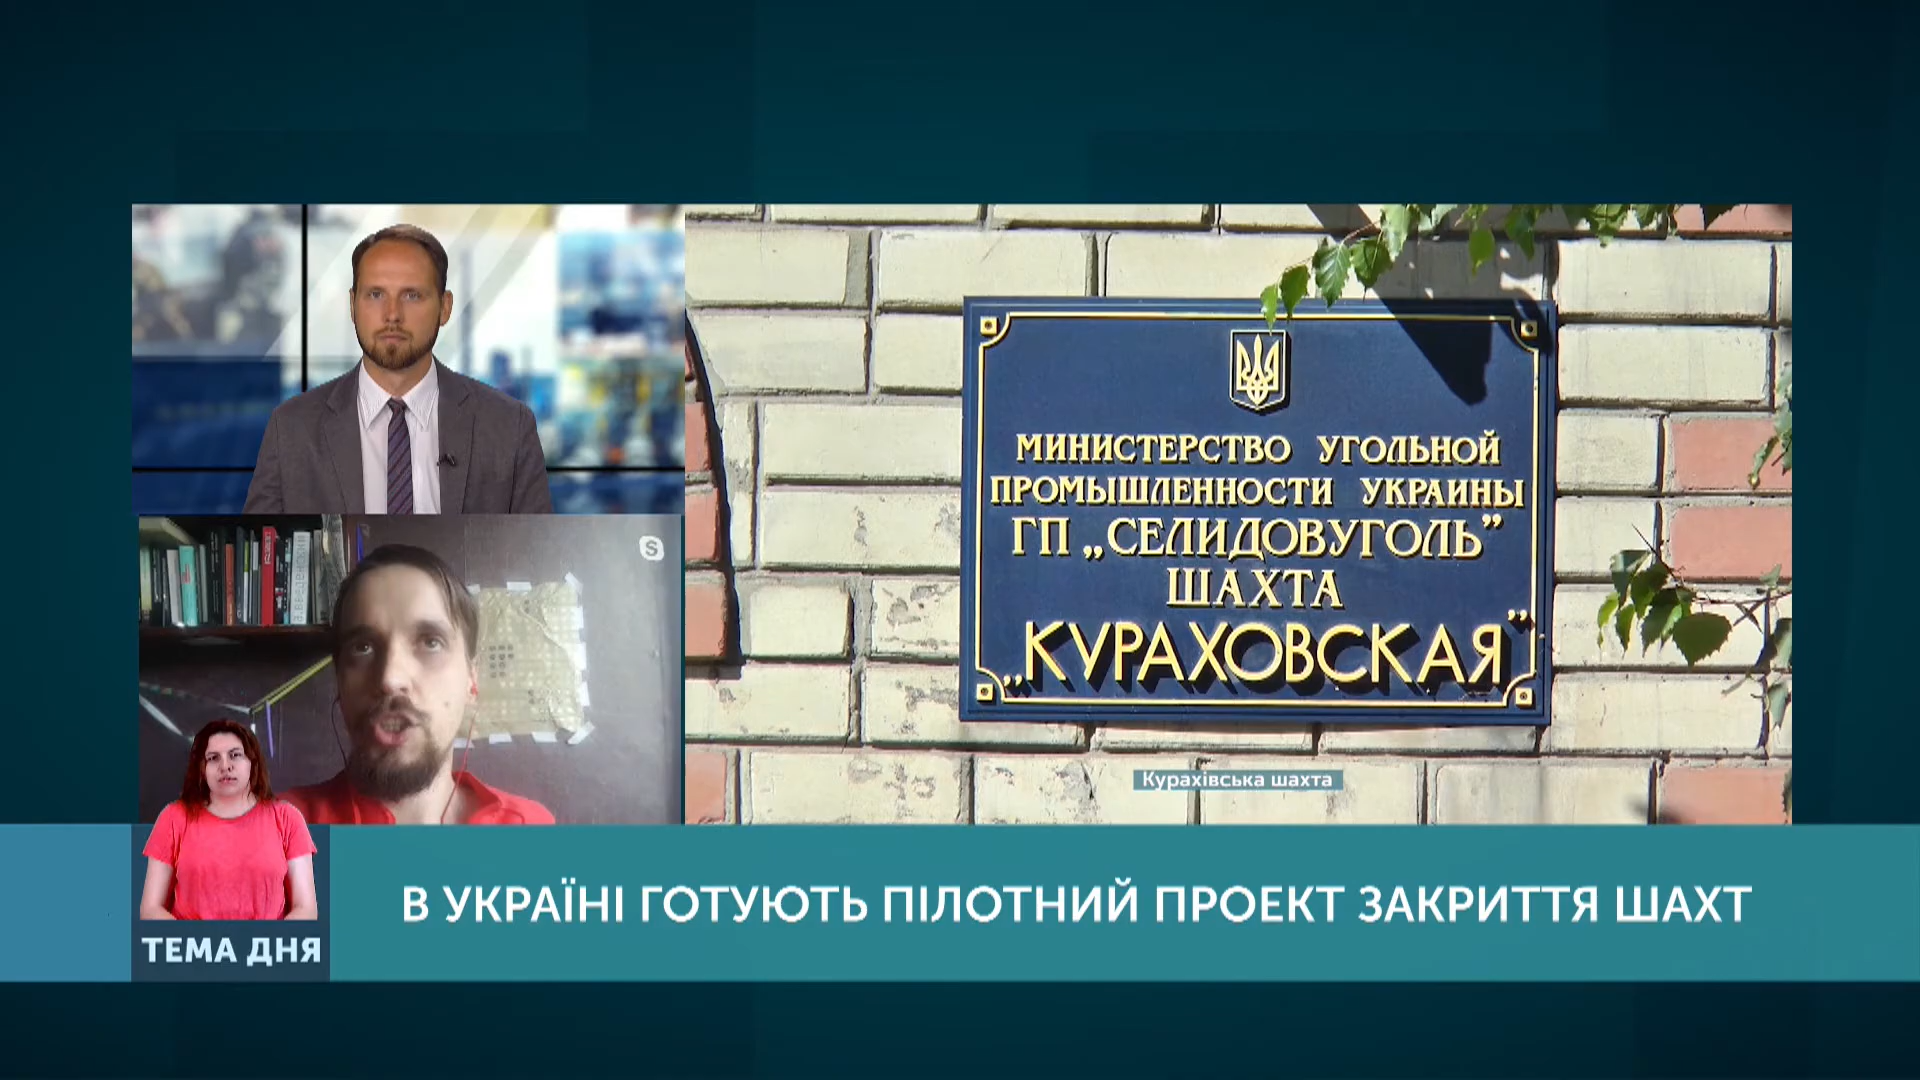 МИНИСТЕРСТВО УГОЛЬНОЙ
ПРОМЫШЛЕННОСТИ УКРАИНЫ
ГП „СЕЛИДОВУГОЛЬ”
ШАХТА
„КУРАХОВСКАЯ”
Курахівська шахта
S
В УКРАЇНІ ГОТУЮТЬ ПІЛОТНИЙ ПРОЕКТ ЗАКРИТТЯ ШАХТ
ТЕМА ДНЯ